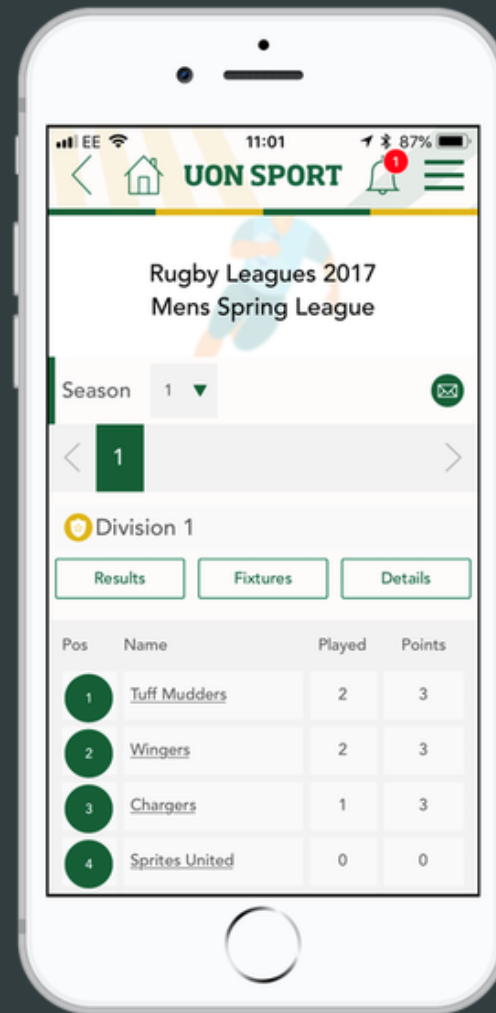 EE 11:01 87%
UON SPORT 1
Rugby Leagues 2017
Mens Spring League
Season 1
1
Division 1
Results Fixtures Details
Pos Name Played Points
1 Tuff Mudders 2 3
2 Wingers 2 3
3 Chargers 1 3
4 Sprites United 0 0